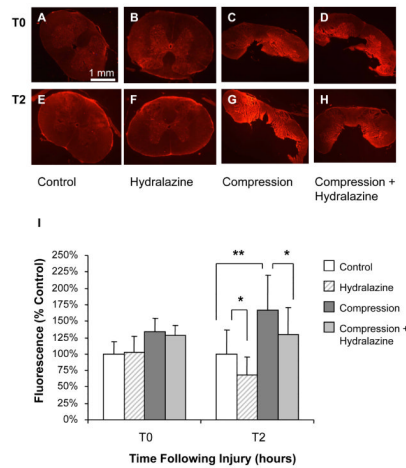 T0
A B C D
1 mm
T2
E F G H
Control Hydralazine Compression Compression + Hydralazine
I
Fluorescence (% Control)
250%
225%
200%
175%
150%
125%
100%
75%
50%
25%
0%
** * *
Control
Hydralazine
Compression
Compression +
Hydralazine
T0 T2
Time Following Injury (hours)